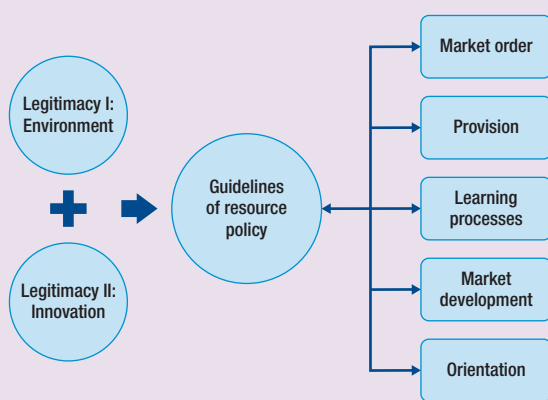 Legitimacy I:
Environment
Legitimacy II:
Innovation
Guidelines
of resource
policy
Market order
Provision
Learning
processes
Market
development
Orientation